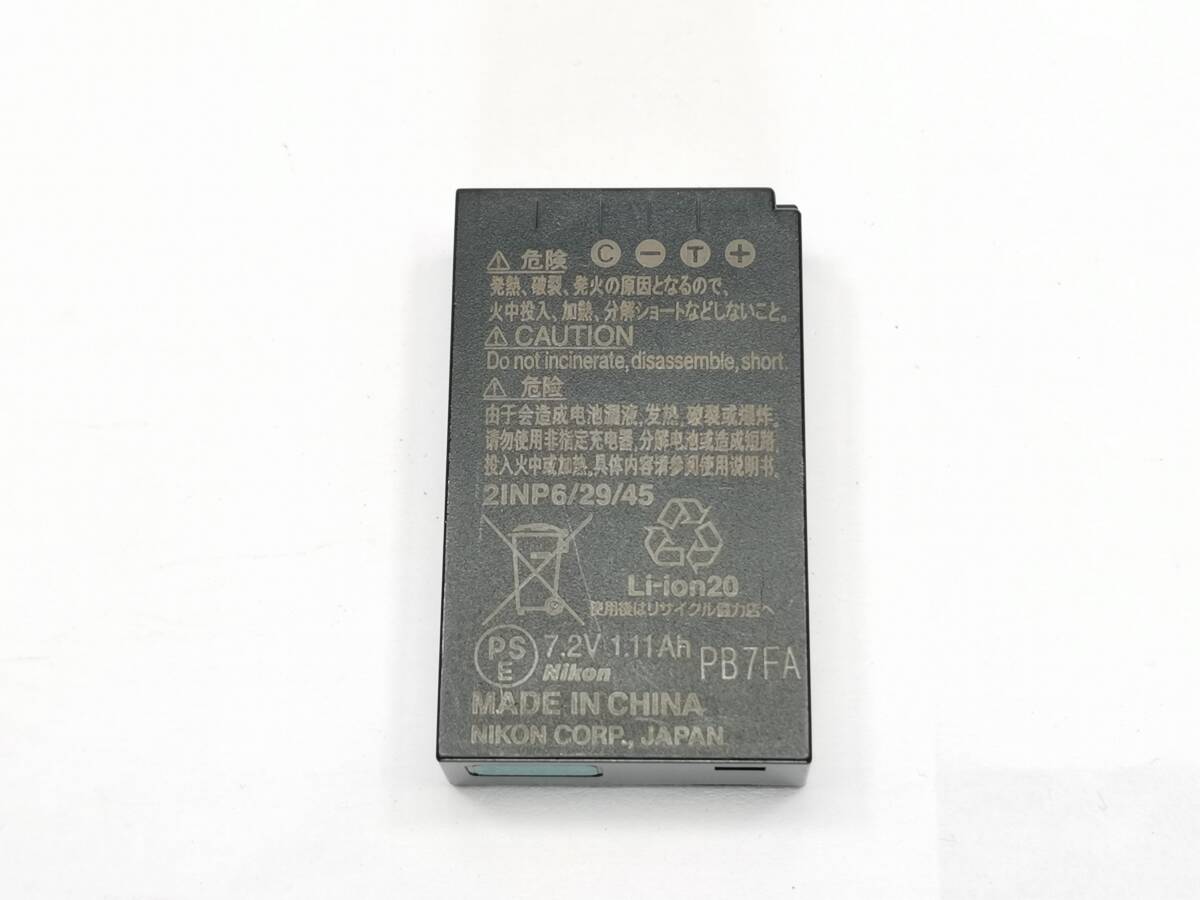 ⚠ 危険 C − T +
発熱、破裂、発火の原因となるので、
火中投入、加熱、分解ショートなどしないこと。
⚠ CAUTION
Do not incinerate, disassemble, short.
⚠ 危险
由于会造成电池漏液,发热,破裂或爆炸。
请勿使用非指定充电器,分解电池或造成短路,
投入火中或加熱。具体内容请参阅使用说明书。
2INP6/29/45
Li-ion20
使用後はリサイクル協力店へ
PSE 7.2V 1.11Ah
Nikon PB7FA
MADE IN CHINA
NIKON CORP., JAPAN